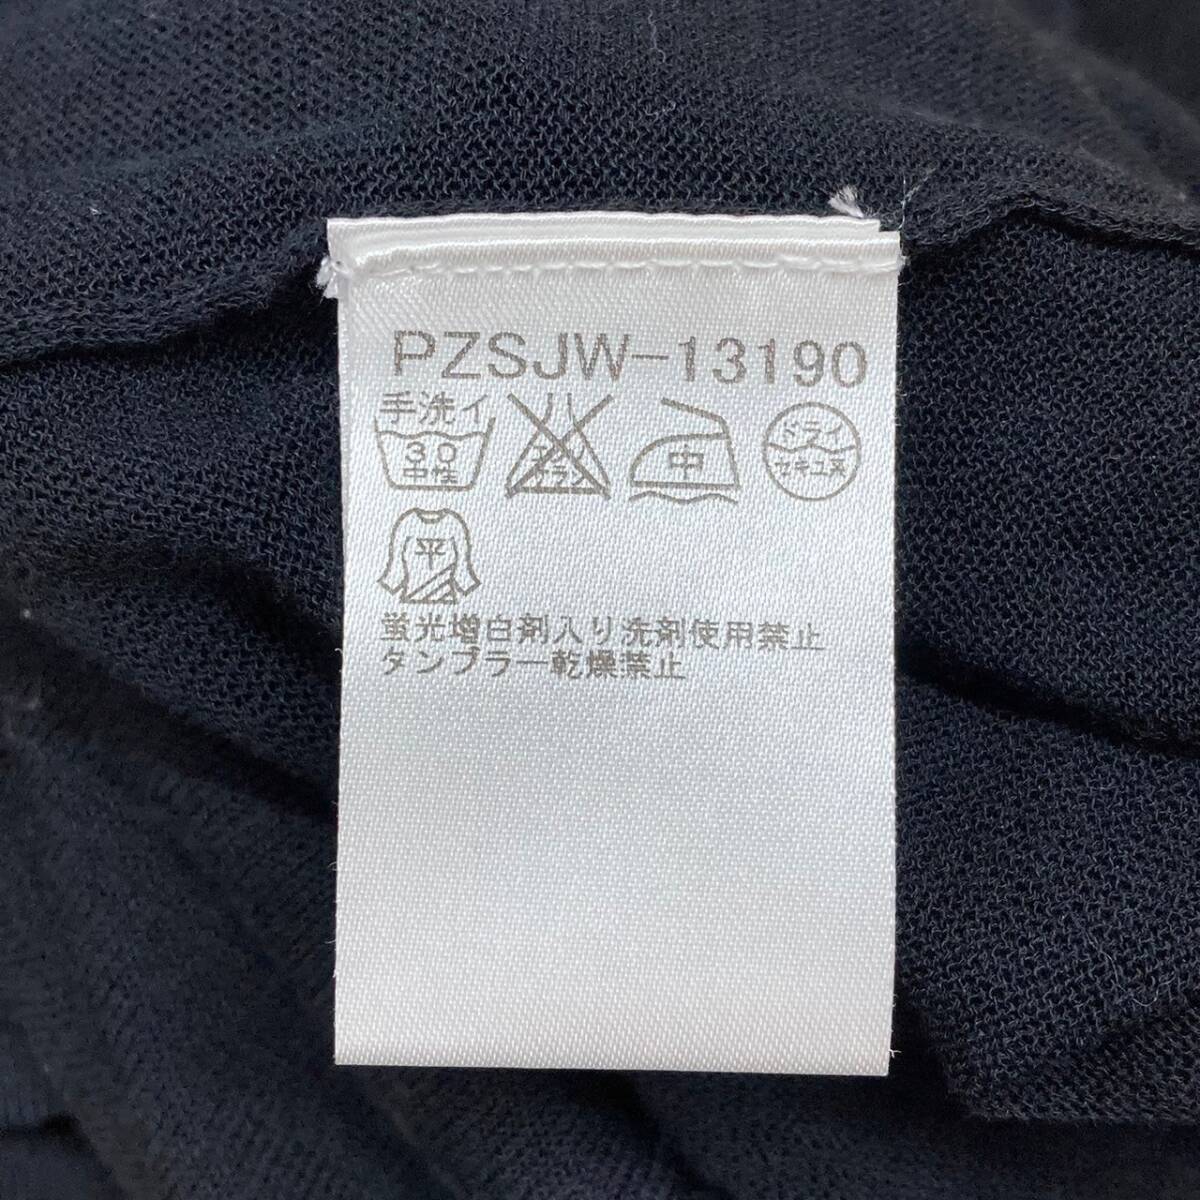 PZSJW-13190
手洗イ
30
中性
エンソ
サラシ
中
ドライ
セキユ系
平
蛍光増白剤入り洗剤使用禁止
タンブラー乾燥禁止